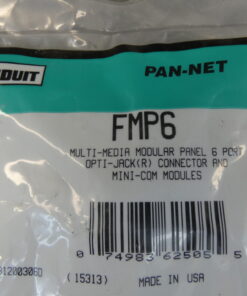 DUIT PAN-NET
FMP6
MULTI-MEDIA MODULAR PANEL 6 PORT
OPTI-JACK(R) CONNECTOR AND
MINI-COM MODULES
0 74983 62505 5
(15313) MADE IN USA